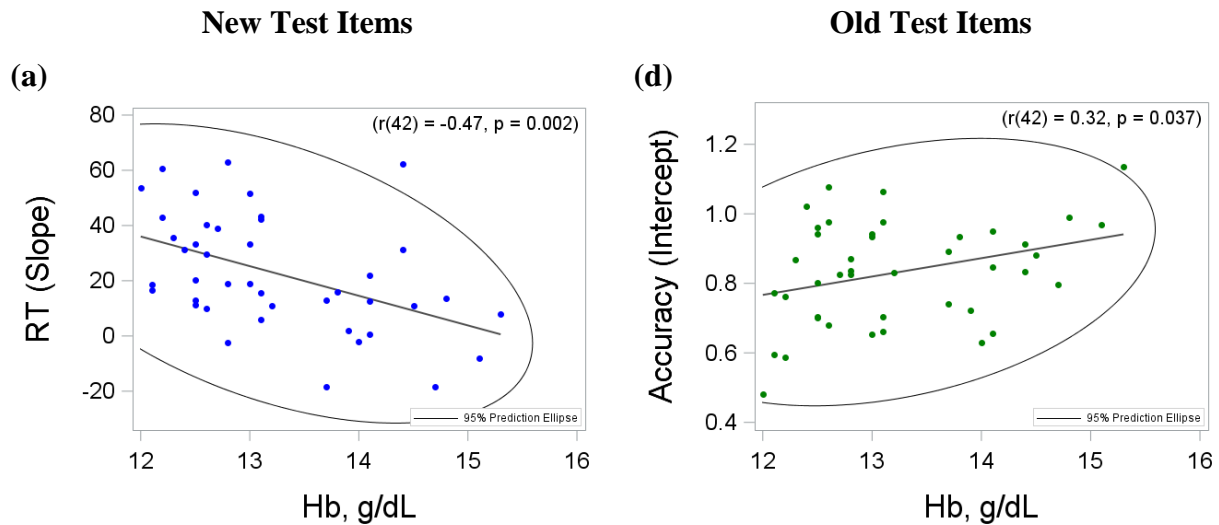 New Test Items
Old Test Items
(a)
(r(42) = -0.47, p = 0.002)
80
60
40
20
0
-20
RT (Slope)
95% Prediction Ellipse
12 13 14 15 16
Hb, g/dL
(d)
(r(42) = 0.32, p = 0.037)
1.2
1.0
0.8
0.6
0.4
Accuracy (Intercept)
95% Prediction Ellipse
12 13 14 15 16
Hb, g/dL